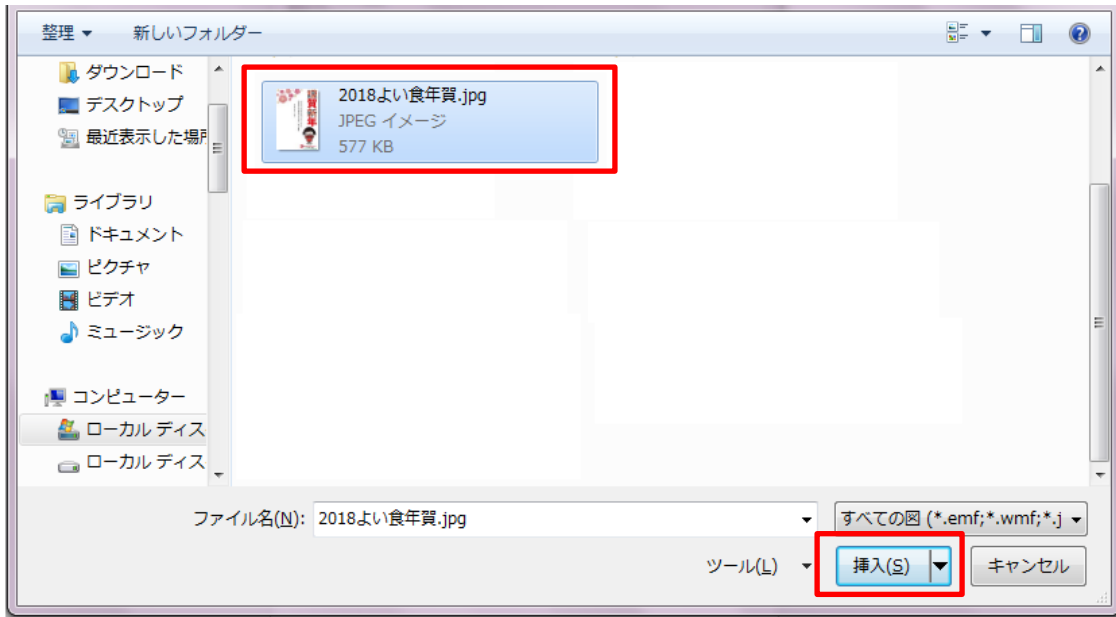 整理 新しいフォルダー
ダウンロード
デスクトップ
最近表示した場所
ライブラリ
ドキュメント
ピクチャ
ビデオ
ミュージック
コンピューター
ローカル ディス
ローカル ディス
謹賀新年
2018よい食年賀.jpg
JPEG イメージ
577 KB
ファイル名(N): 2018よい食年賀.jpg すべての図 (*.emf;*.wmf;*.j
ツール(L) 挿入(S) キャンセル